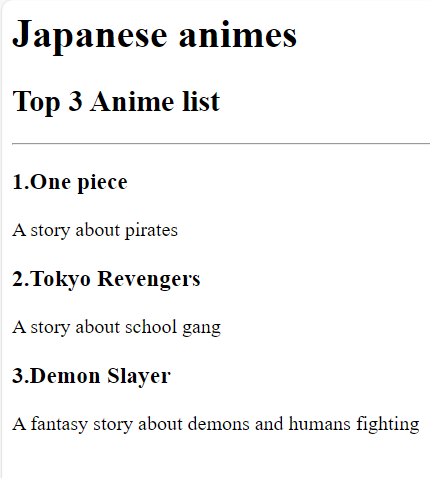 Japanese animes
Top 3 Anime list
1.One piece
A story about pirates
2.Tokyo Revengers
A story about school gang
3.Demon Slayer
A fantasy story about demons and humans fighting